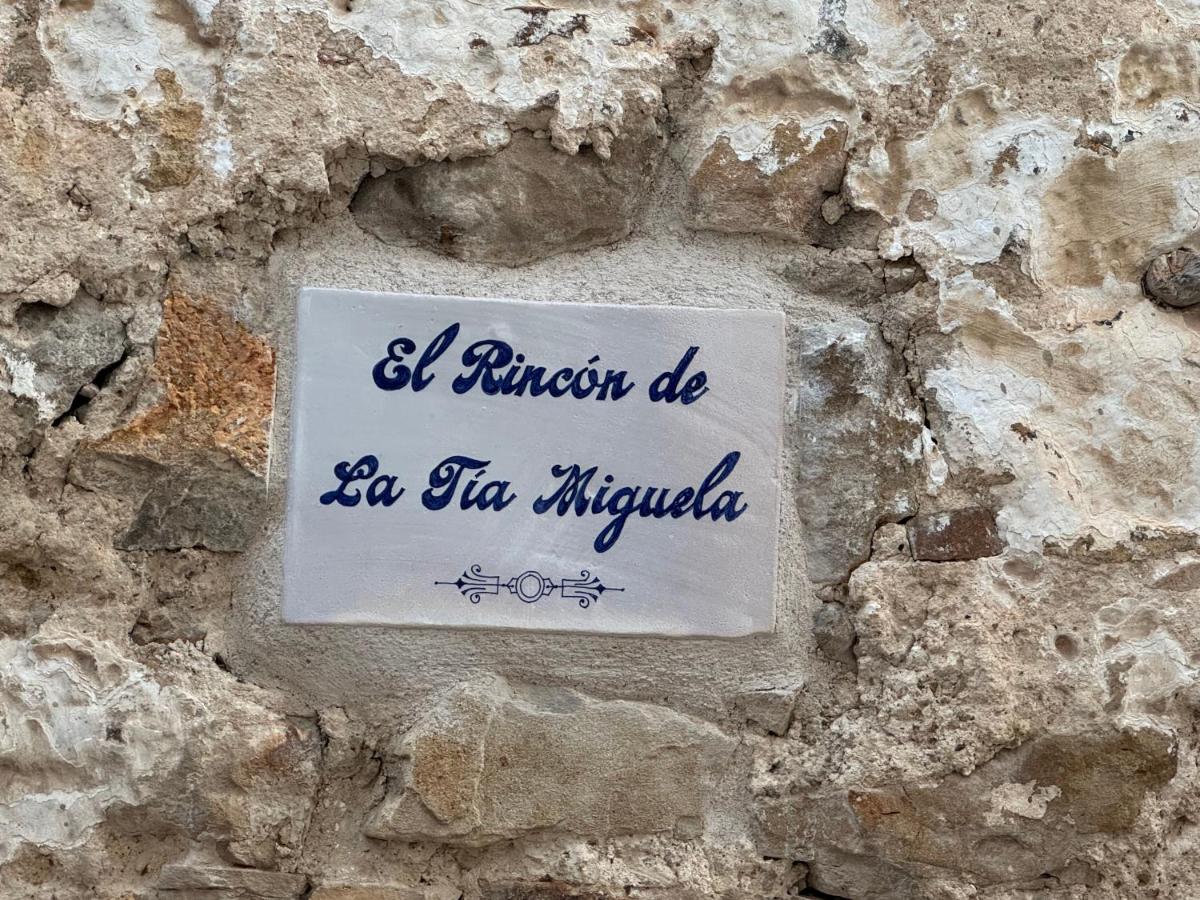 El Rincón de
La Tía Miguela